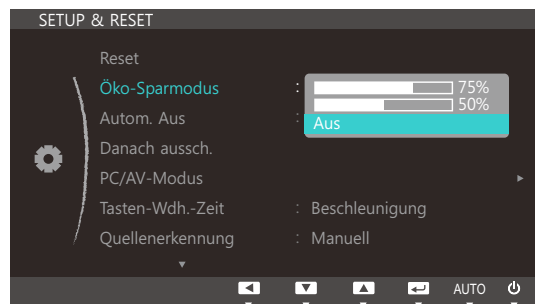 SETUP & RESET
Reset
Öko-Sparmodus : 75%
50%
Aus
Autom. Aus :
Danach aussch.
PC/AV-Modus
Tasten-Wdh.-Zeit : Beschleunigung
Quellenerkennung : Manuell
AUTO